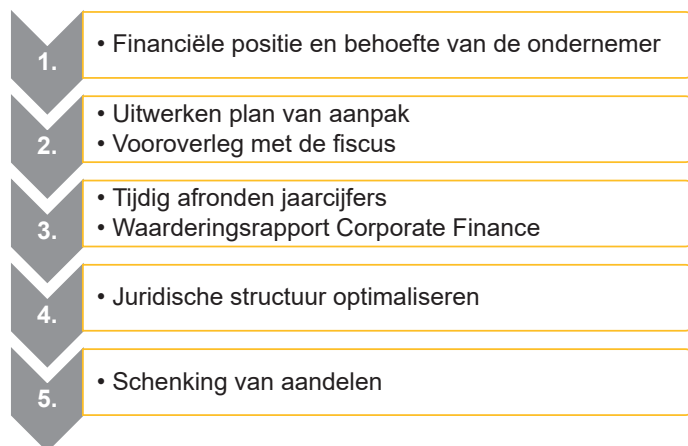 1.
• Financiële positie en behoefte van de ondernemer
2.
• Uitwerken plan van aanpak
• Vooroverleg met de fiscus
3.
• Tijdig afronden jaarcijfers
• Waarderingsrapport Corporate Finance
4.
• Juridische structuur optimaliseren
5.
• Schenking van aandelen